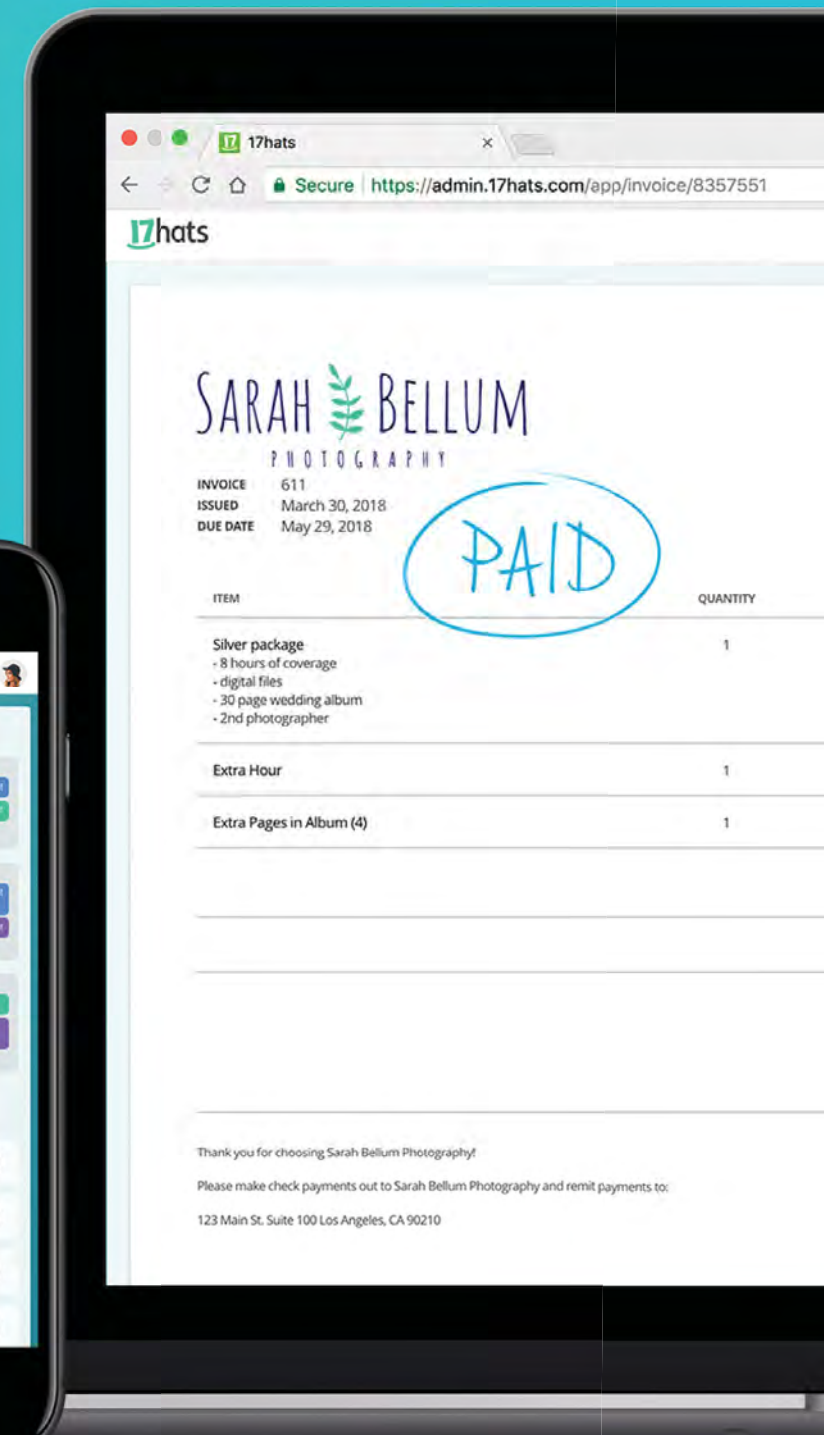 17 17hats
Secure https://admin.17hats.com/app/invoice/8357551
17hats
SARAH BELLUM
PHOTOGRAPHY
INVOICE 611
ISSUED March 30, 2018
DUE DATE May 29, 2018
PAID
ITEM QUANTITY
Silver package 1
- 8 hours of coverage
- digital files
- 30 page wedding album
- 2nd photographer
Extra Hour 1
Extra Pages in Album (4) 1
Thank you for choosing Sarah Bellum Photography!
Please make check payments out to Sarah Bellum Photography and remit payments to:
123 Main St. Suite 100 Los Angeles, CA 90210